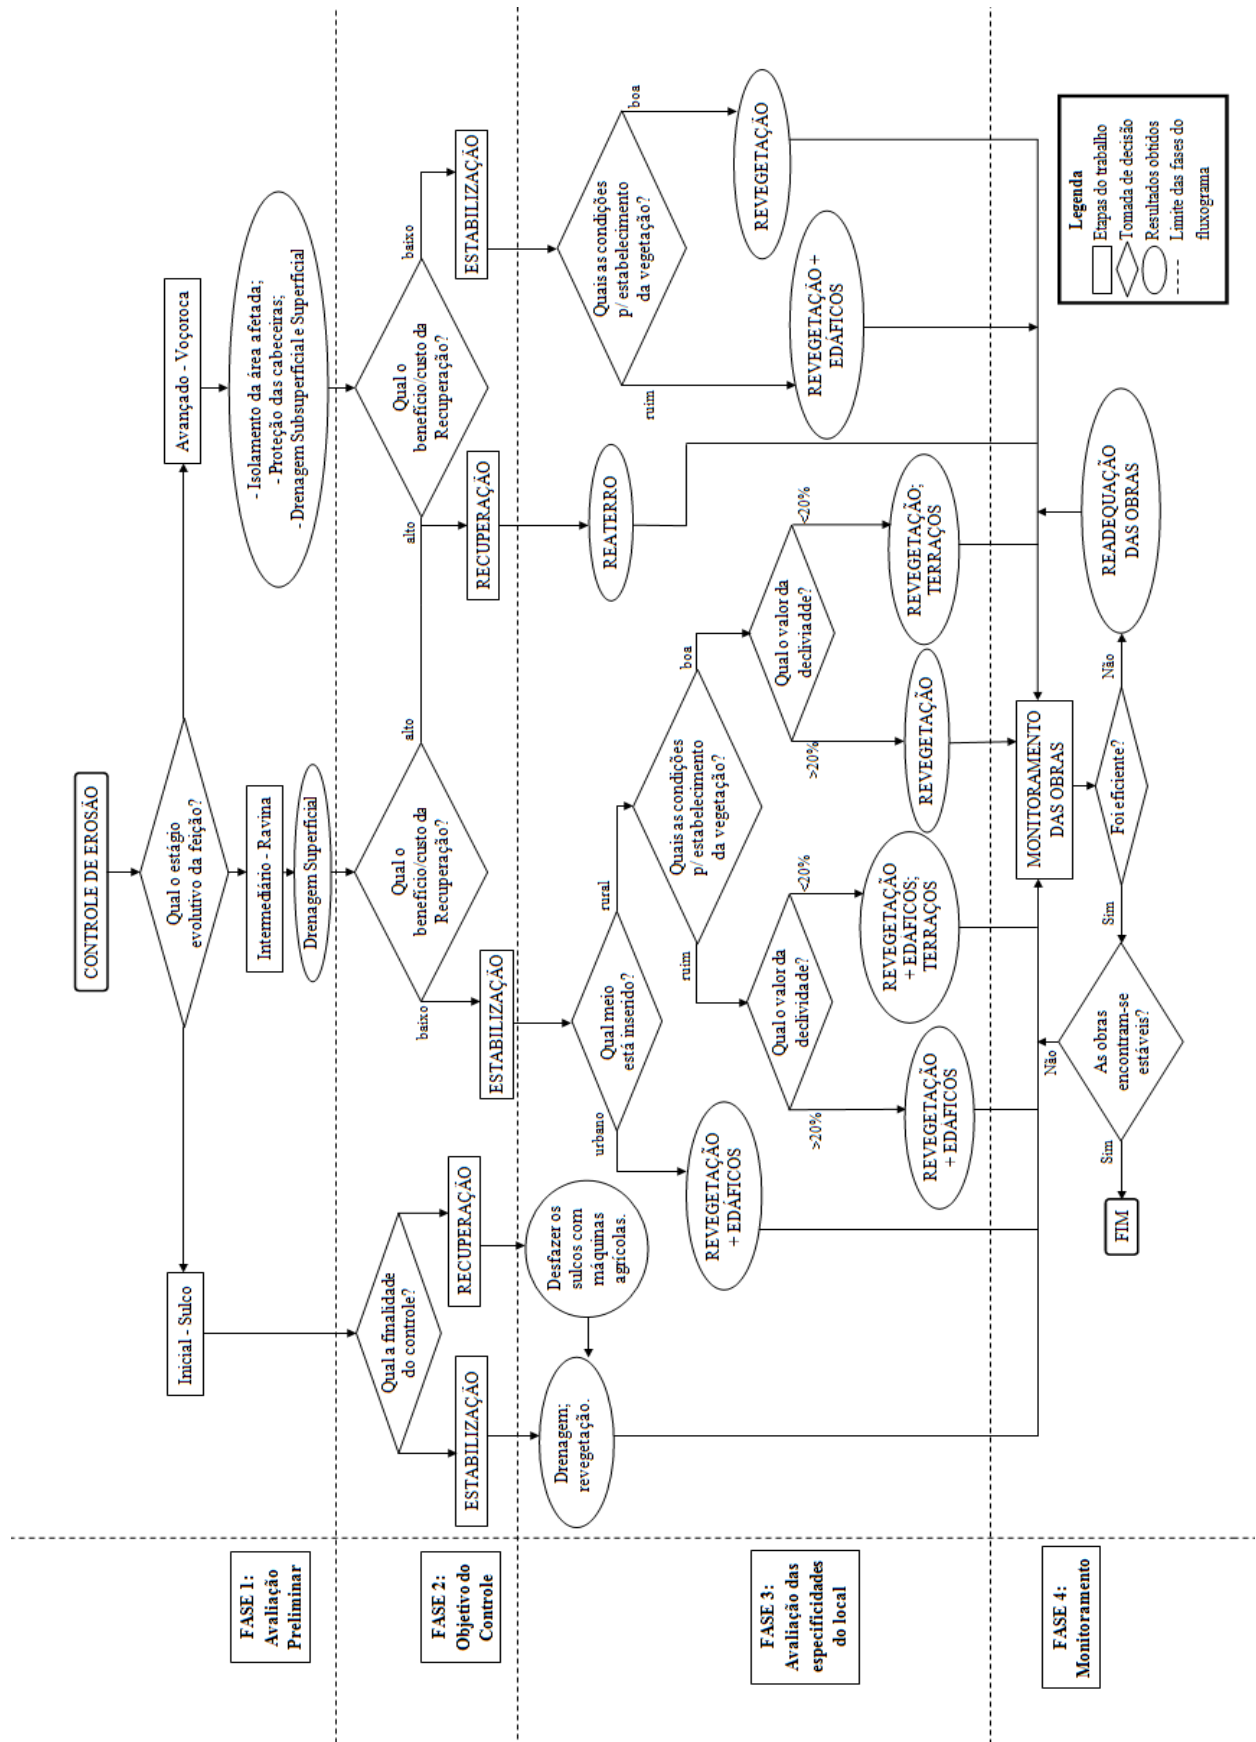 CONTROLE DE EROSÃO
Qual o estágio
evolutivo da feição?
Inicial - Sulco
Intermediário - Ravina
Drenagem Superficial
Avançado - Voçoroca
- Isolamento da área afetada;
- Proteção das cabeceiras;
- Drenagem Subsuperficial e Superficial
FASE 1:
Avaliação
Preliminar
FASE 2:
Objetivo do
Controle
Qual a finalidade
do controle?
ESTABILIZAÇÃO
RECUPERAÇÃO
Qual o
benefício/custo da
Recuperação?
baixo
alto
ESTABILIZAÇÃO
Qual o
benefício/custo da
Recuperação?
alto
baixo
RECUPERAÇÃO
ESTABILIZAÇÃO
FASE 3:
Avaliação das
especificidades
do local
Drenagem;
revegetação.
Desfazer os
sulcos com
máquinas
agrícolas.
Qual meio
está inserido?
urbano
rural
REVEGETAÇÃO
+ EDÁFICOS
Quais as condições
p/ estabelecimento
da vegetação?
ruim
boa
Qual o valor da
declividade?
>20%
<20%
REVEGETAÇÃO
+ EDÁFICOS
REVEGETAÇÃO
+ EDÁFICOS;
TERRAÇOS
Qual o valor da
decliviadde?
>20%
<20%
REVEGETAÇÃO
REVEGETAÇÃO;
TERRAÇOS
REATERRO
Quais as condições
p/ estabelecimento
da vegetação?
ruim
boa
REVEGETAÇÃO +
EDÁFICOS
REVEGETAÇÃO
FASE 4:
Monitoramento
MONITORAMENTO
DAS OBRAS
Foi eficiente?
Sim
Não
READEQUAÇÃO
DAS OBRAS
As obras
encontram-se
estáveis?
Não
Sim
FIM
Legenda
Etapas do trabalho
Tomada de decisão
Resultados obtidos
Limite das fases do
fluxograma